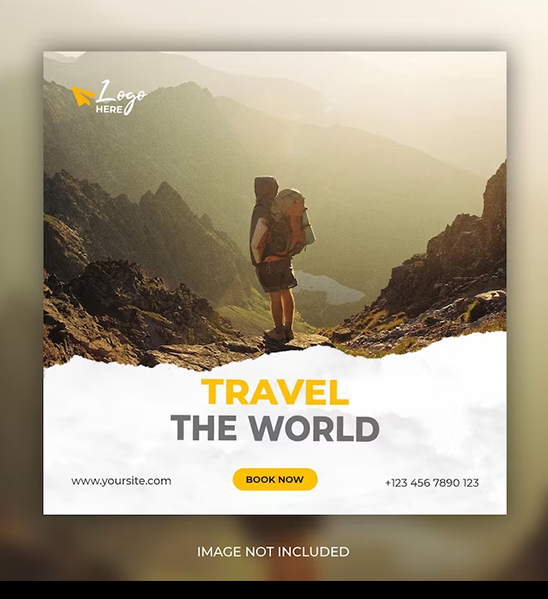 Logo
HERE
TRAVEL
THE WORLD
www.yoursite.com
BOOK NOW
+123 456 7890 123
IMAGE NOT INCLUDED